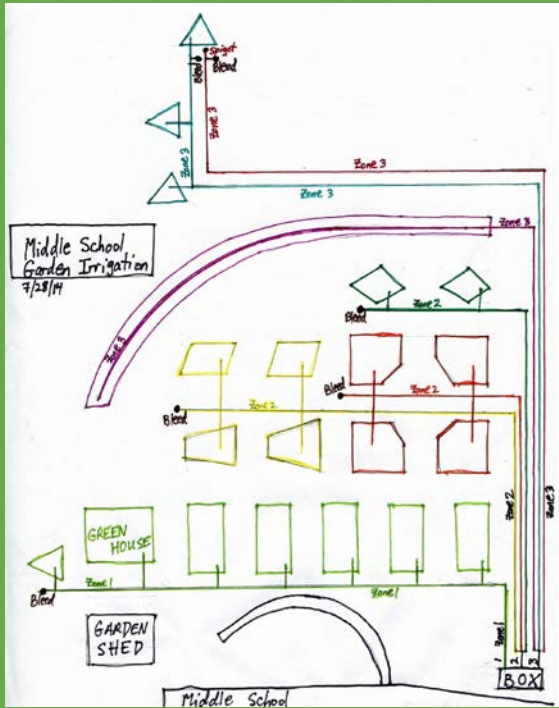 spigot
Bleed
Bleed
Zone 3
Zone 3
Zone 3
Zone 3
Zone 3
Middle School
Garden Irrigation
7/28/14
Zone 3
Zone 2
Bleed
Bleed
Zone 2
Zone 2
Bleed
Zone 2
Zone 3
GREEN
HOUSE
Zone 1
Zone 1
Bleed
Zone 1
GARDEN
SHED
1 2 3
BOX
Middle School